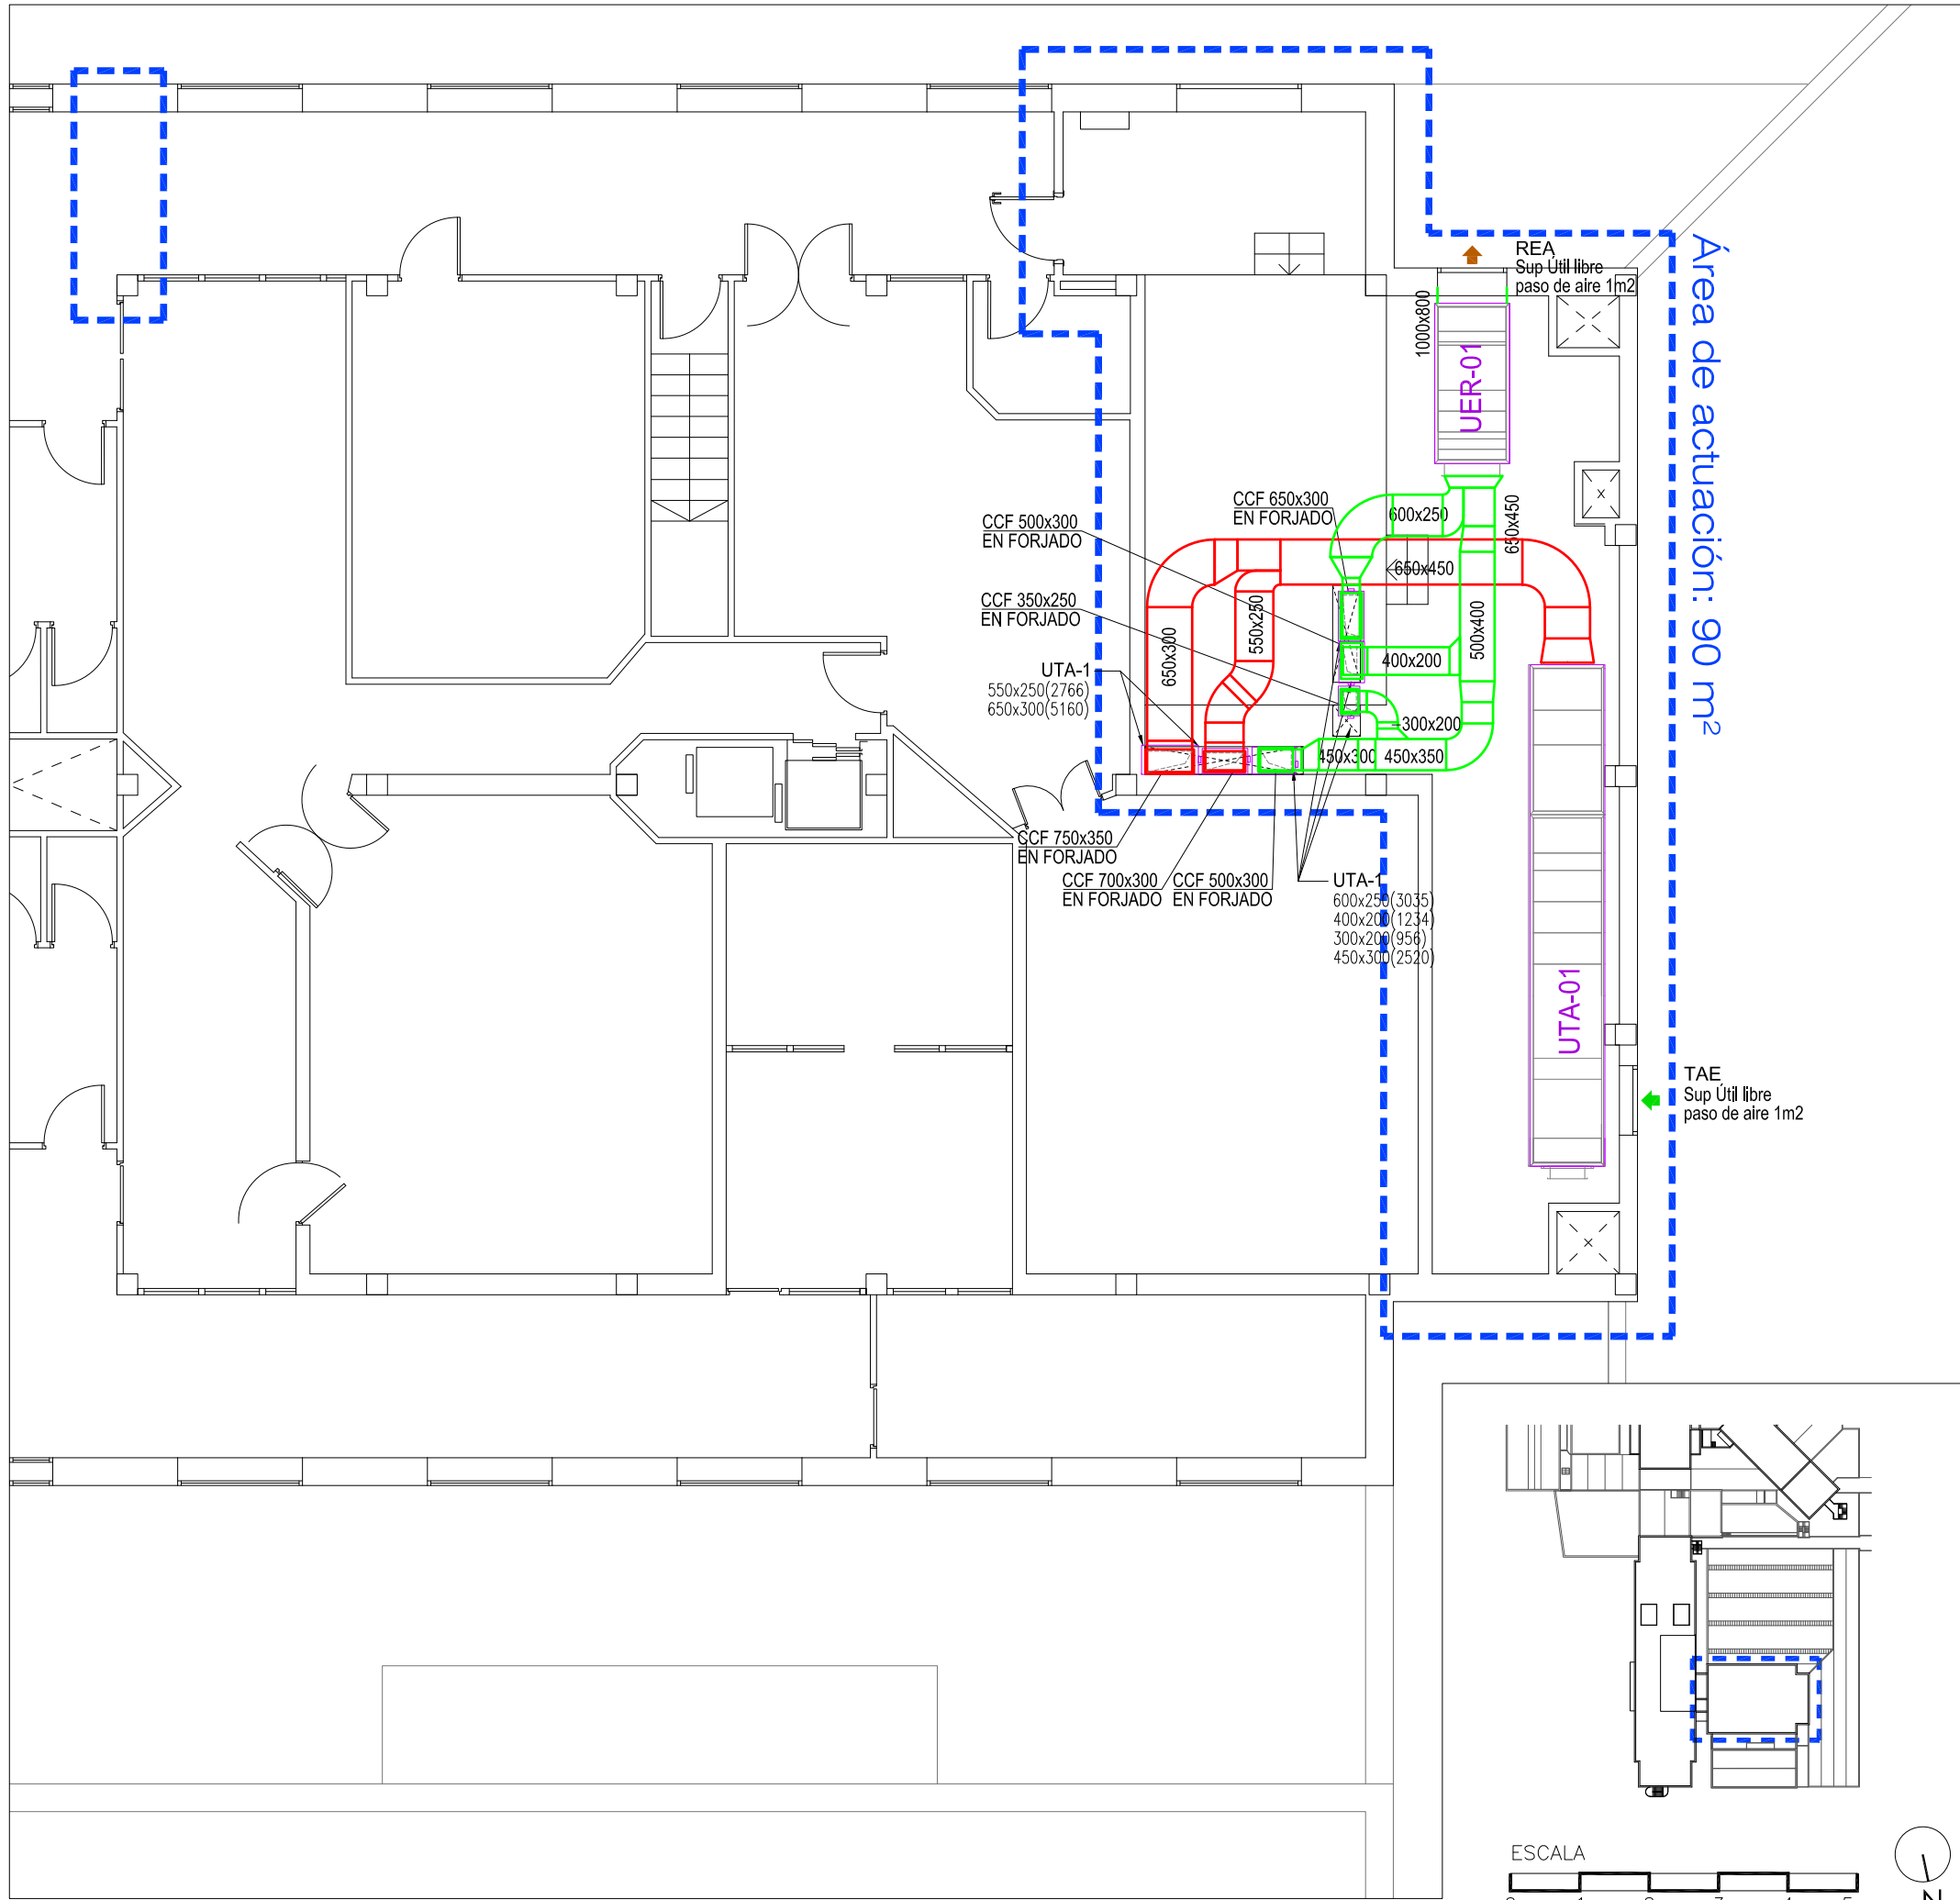 REA
Sup Útil libre
paso de aire 1m2
Área de actuación: 90 m²
1000x800
UER-01
CCF 650x300
EN FORJADO
600x250
650x450
CCF 500x300
EN FORJADO
650x450
CCF 350x250
EN FORJADO
550x250
500x400
650x300
400x200
UTA-1
550x250(2766)
650x300(5160)
300x200
450x300
450x350
CCF 750x350
EN FORJADO
CCF 700x300
EN FORJADO
CCF 500x300
EN FORJADO
UTA-1
600x250(3035)
400x200(1234)
300x200(956)
450x300(2520)
UTA-01
TAE
Sup Útil libre
paso de aire 1m2
ESCALA
N